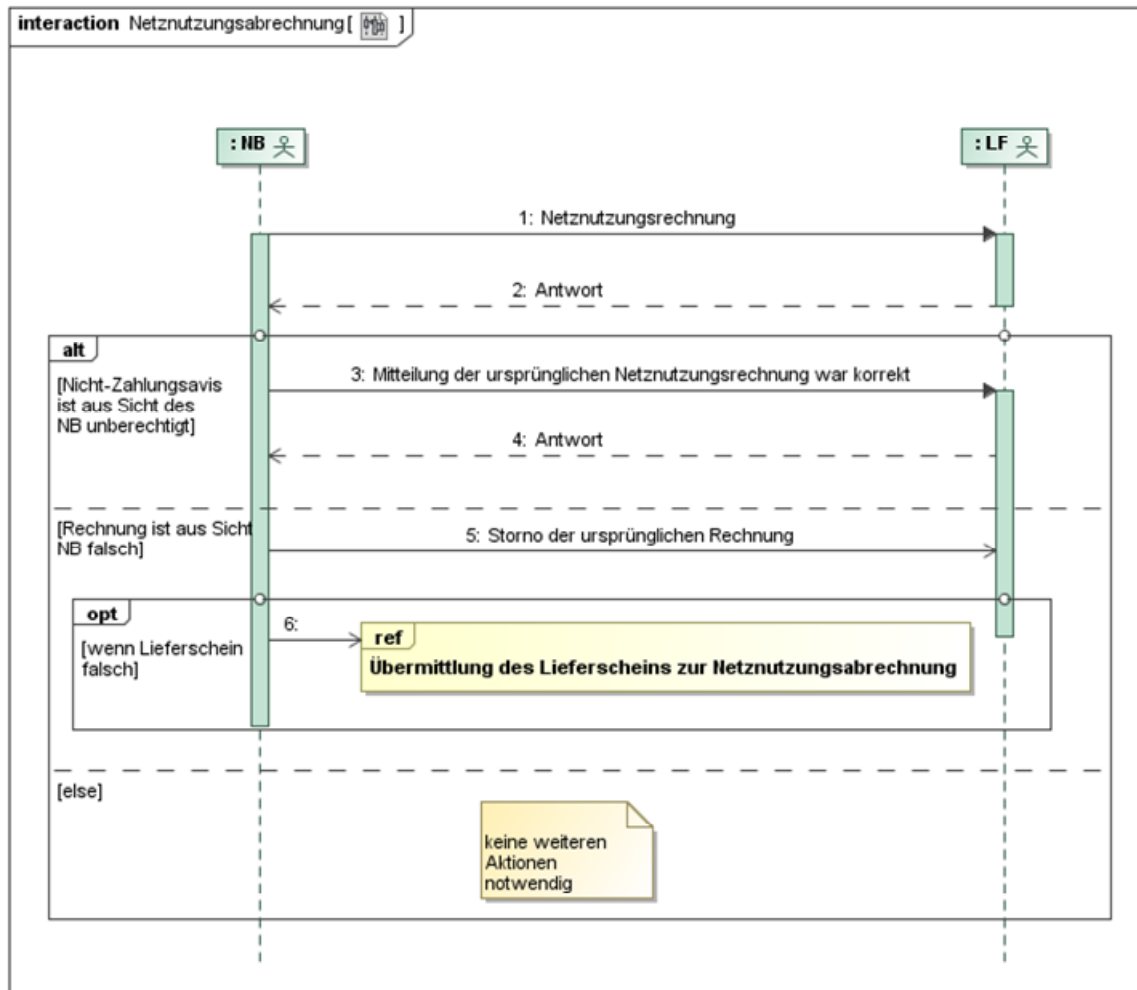 interaction Netznutzungsabrechnung[ ]
: NB
: LF
1: Netznutzungsrechnung
2: Antwort
alt
[Nicht-Zahlungsavis
ist aus Sicht des
NB unberechtigt]
3: Mitteilung der ursprünglichen Netznutzungsrechnung war korrekt
4: Antwort
[Rechnung ist aus Sicht
NB falsch]
5: Storno der ursprünglichen Rechnung
opt
[wenn Lieferschein
falsch]
6:
ref
Übermittlung des Lieferscheins zur Netznutzungsabrechnung
[else]
keine weiteren
Aktionen
notwendig